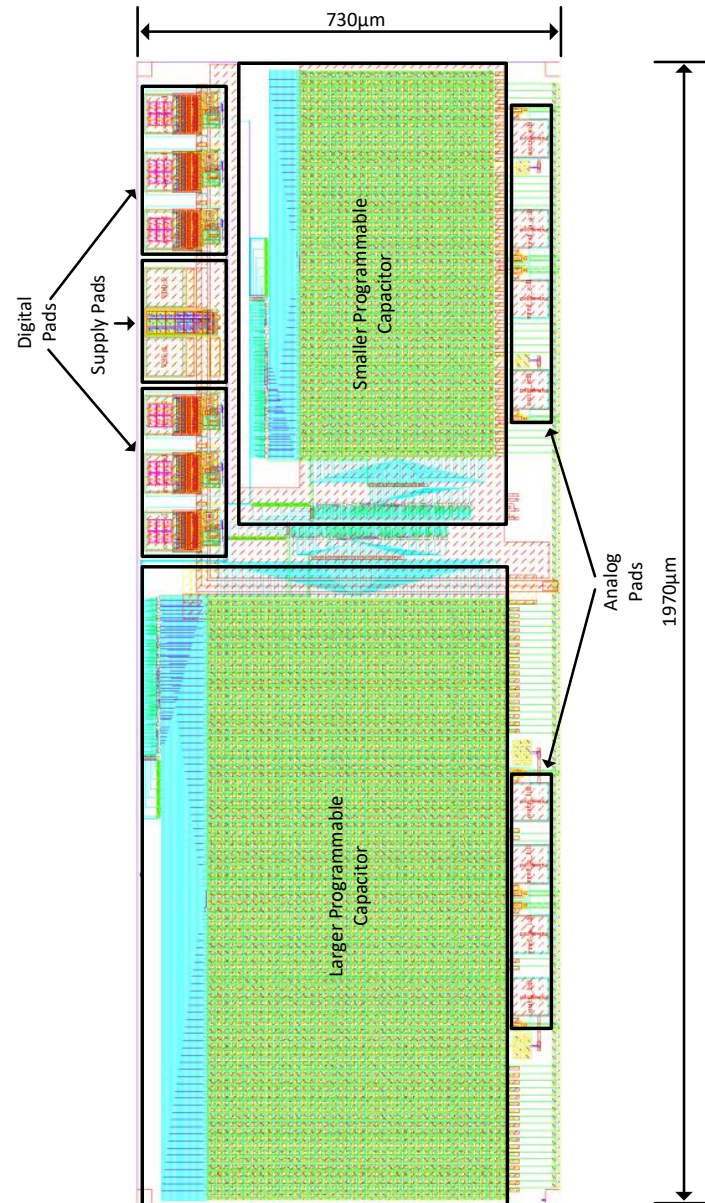 730µm
Digital
Pads
Supply Pads
Smaller Programmable
Capacitor
Analog
Pads
1970µm
Larger Programmable
Capacitor